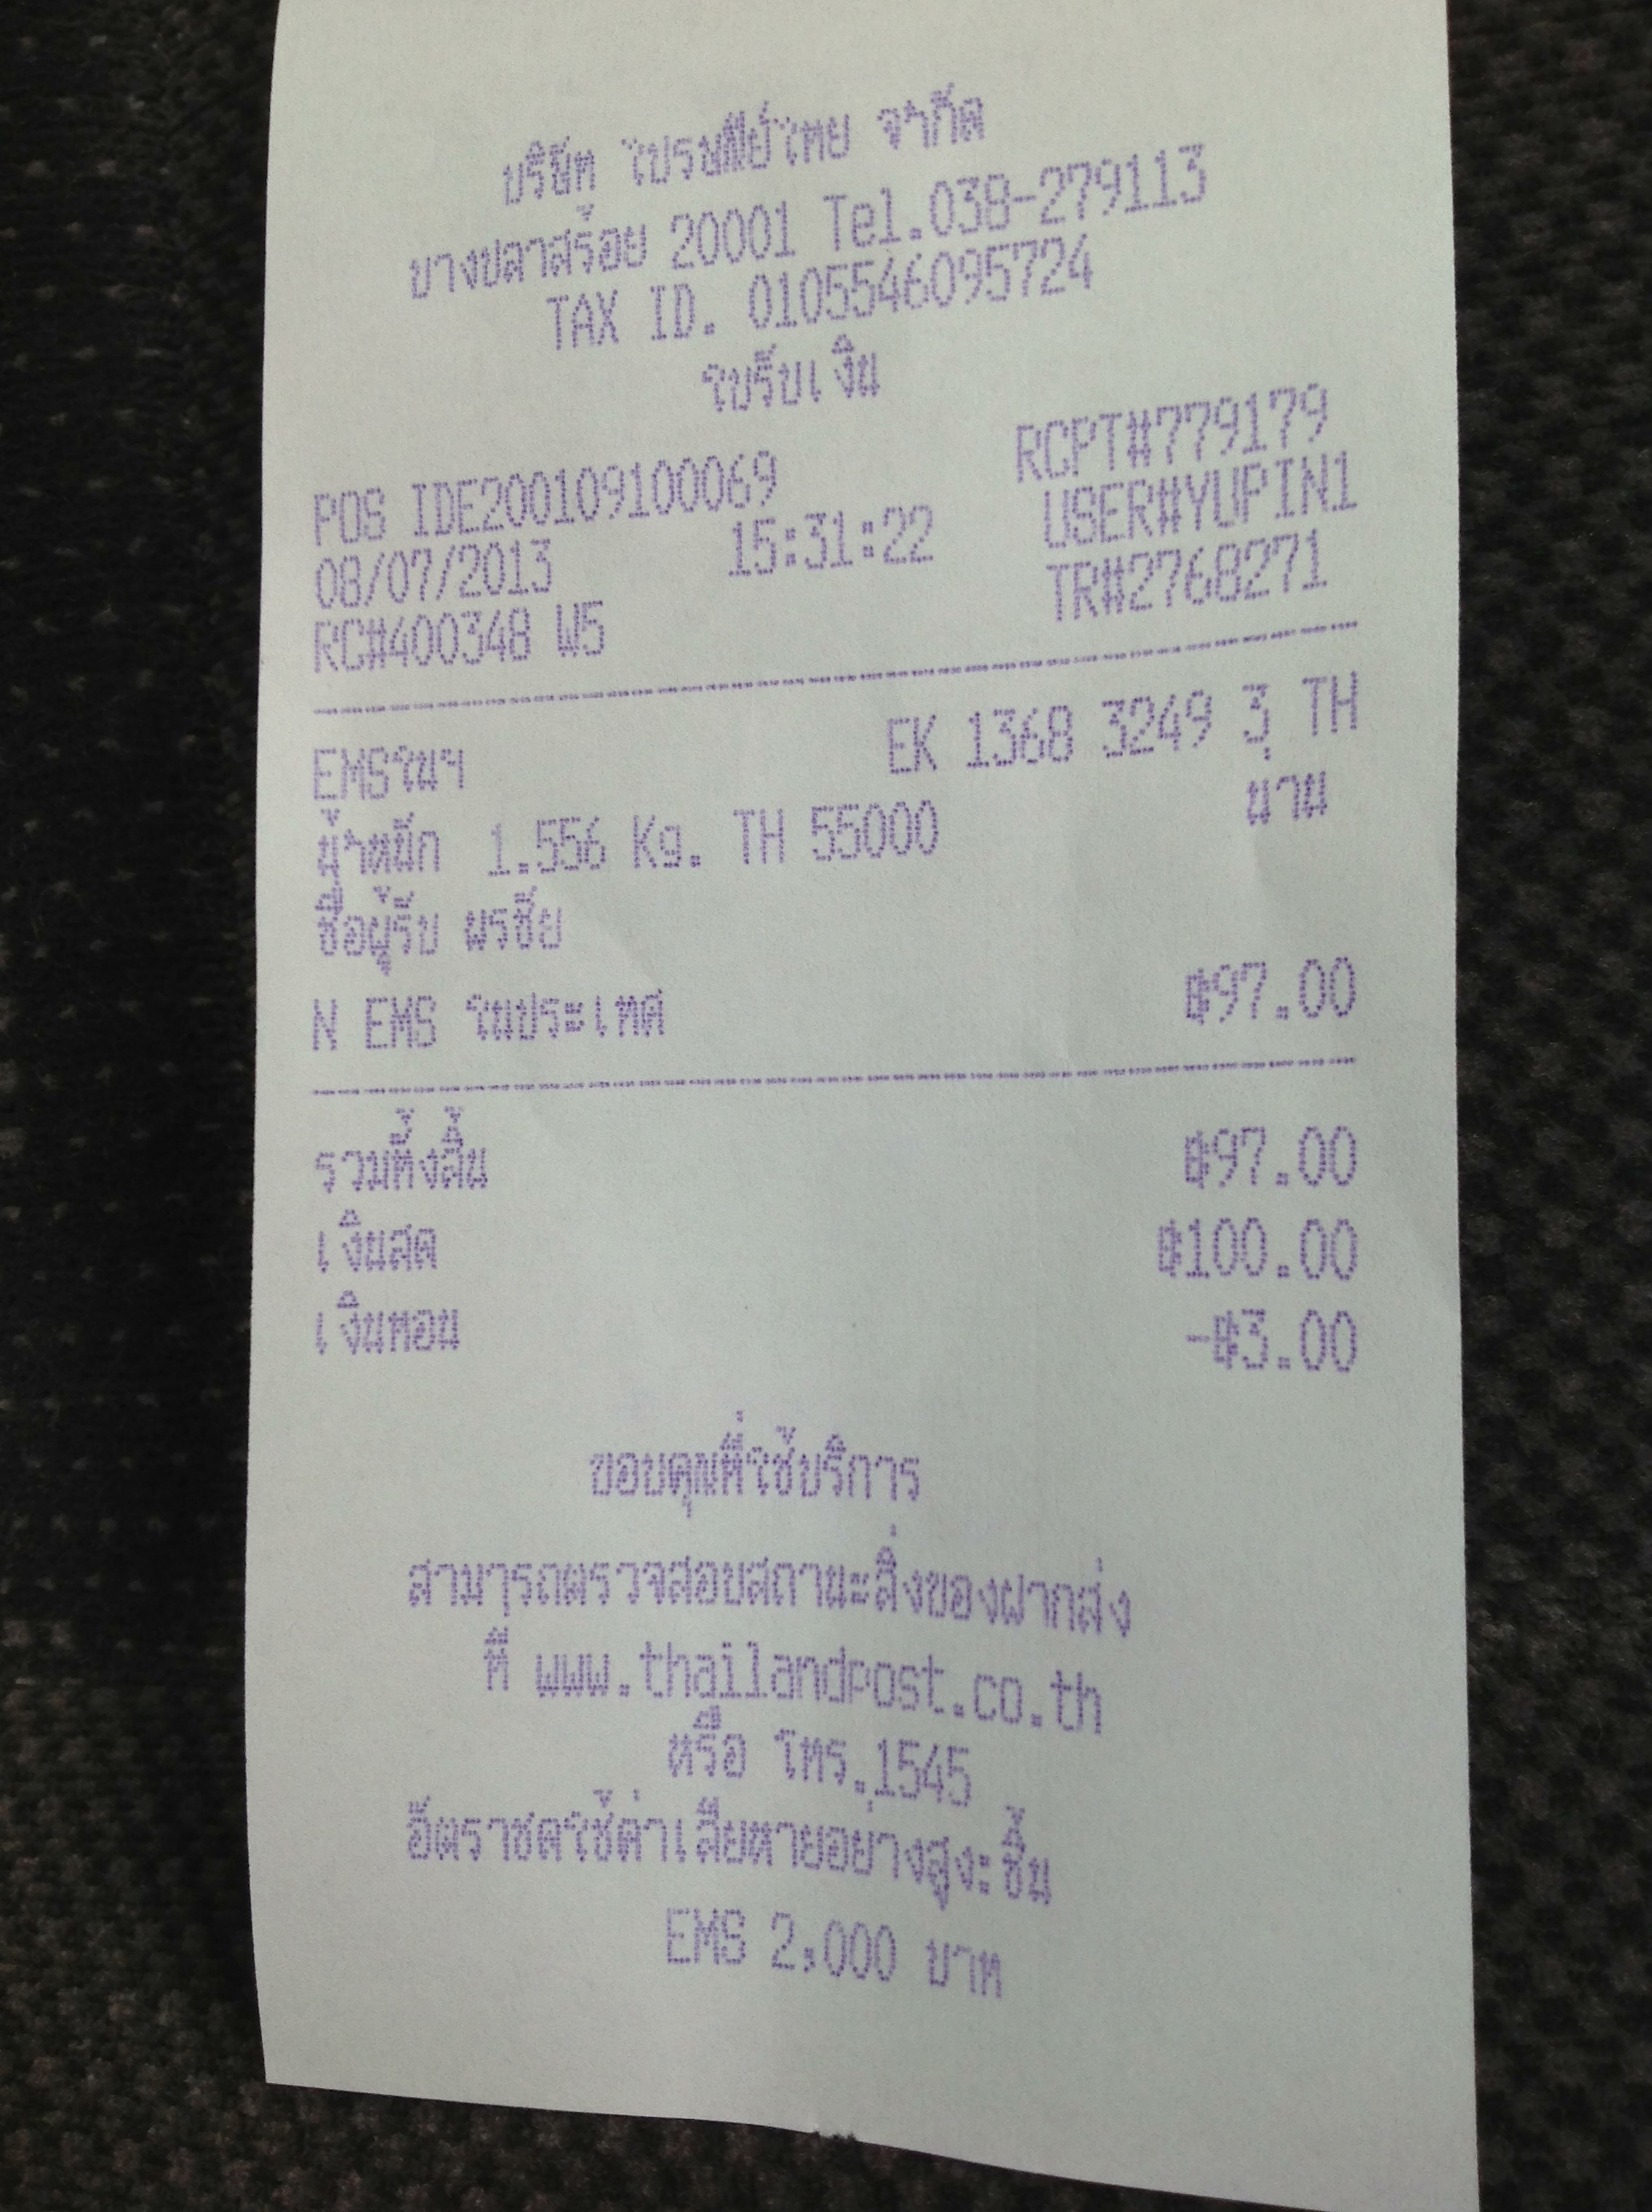 บริษัท ไปรษณีย์ไทย จำกัด
บางปลาสร้อย 20001 Tel.038-279113
TAX ID. 0105546095724
ใบรับเงิน
POS IDE200109100069 RCPT#779179
08/07/2013 15:31:22 USER#YUPIN1
RC#400348 W5 TR#2768271
EMSในฯ EK 1368 3249 3 TH
น้ำหนัก 1.556 Kg. TH 55000 น่าน
ชื่อผู้รับ พรชัย
N EMS ในประเทศ ฿97.00
รวมทั้งสิ้น ฿97.00
เงินสด ฿100.00
เงินทอน -฿3.00
ขอบคุณที่ใช้บริการ
สามารถตรวจสอบสถานะสิ่งของฝากส่ง
ที่ www.thailandpost.co.th
หรือ โทร.1545
อัตราชดใช้ค่าเสียหายอย่างสูง:ชิ้น
EMS 2,000 บาท